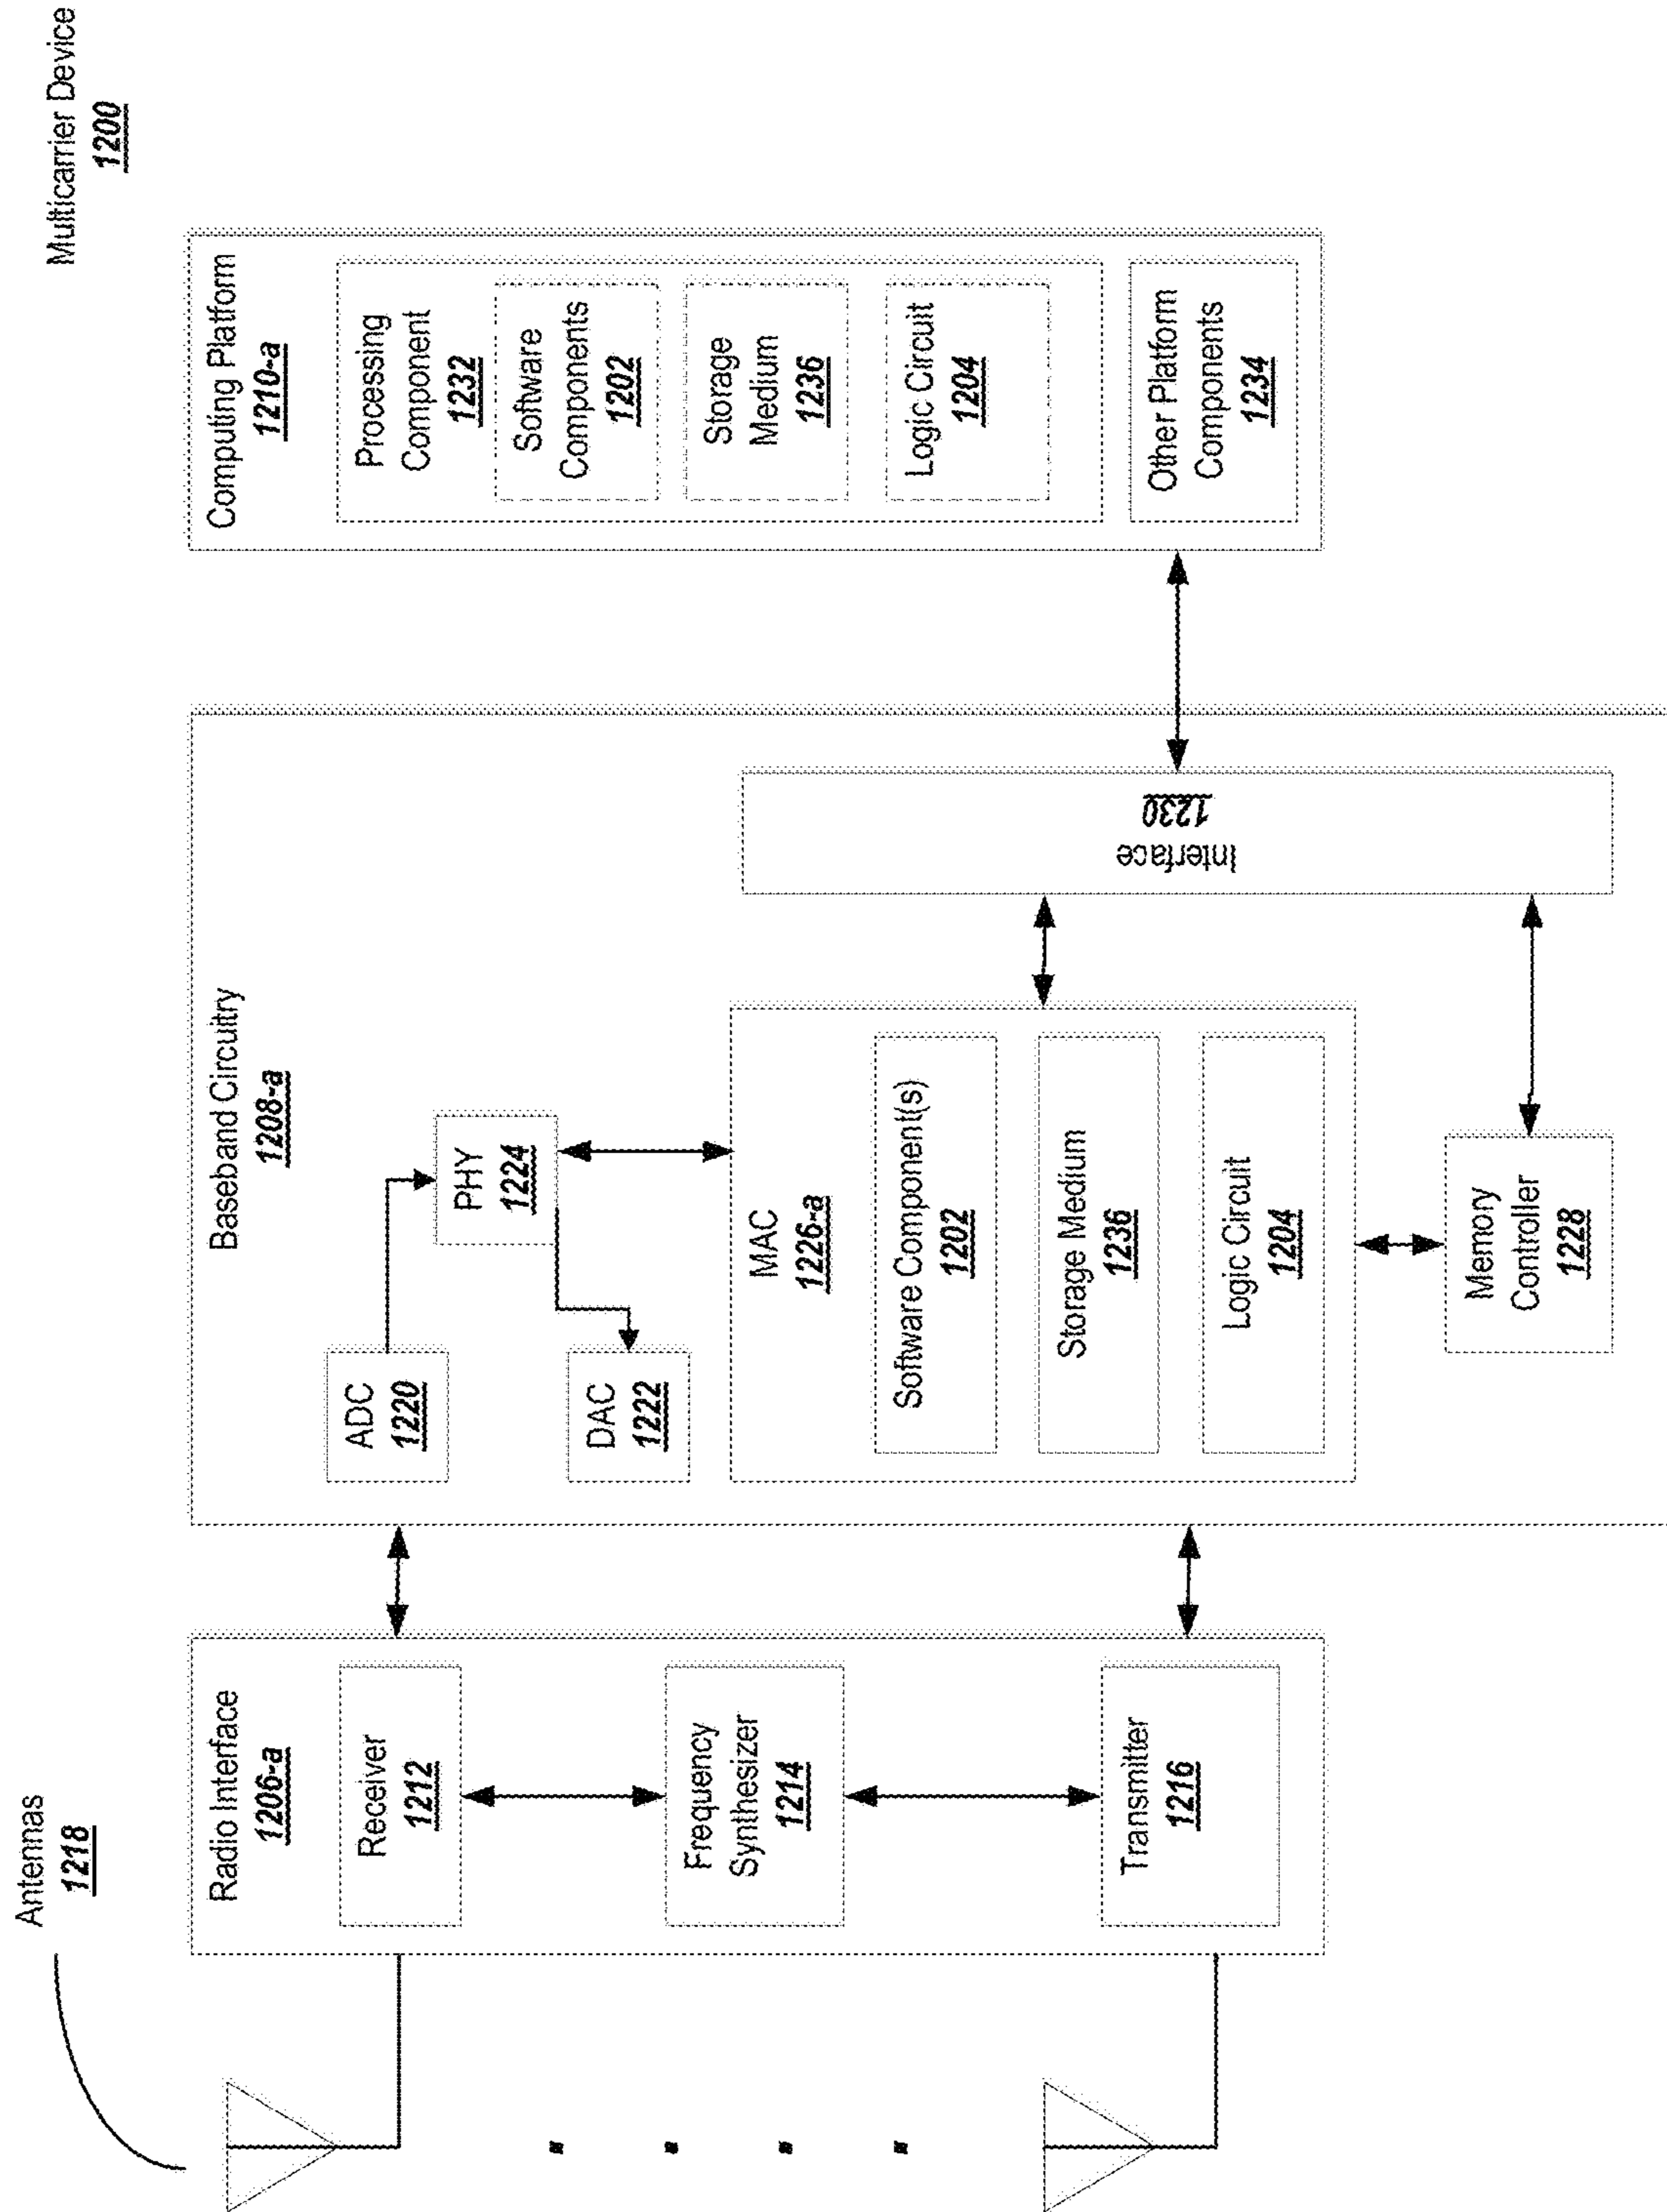 Multicarrier Device
1200
Antennas
1218
Radio Interface
1206-a
Receiver
1212
Frequency
Synthesizer
1214
Transmitter
1216
Baseband Circuitry
1208-a
ADC
1220
PHY
1224
DAC
1222
MAC
1226-a
Software Component(s)
1202
Storage Medium
1236
Logic Circuit
1204
Memory
Controller
1228
Interface
1230
Computing Platform
1210-a
Processing
Component
1232
Software
Components
1202
Storage
Medium
1236
Logic Circuit
1204
Other Platform
Components
1234